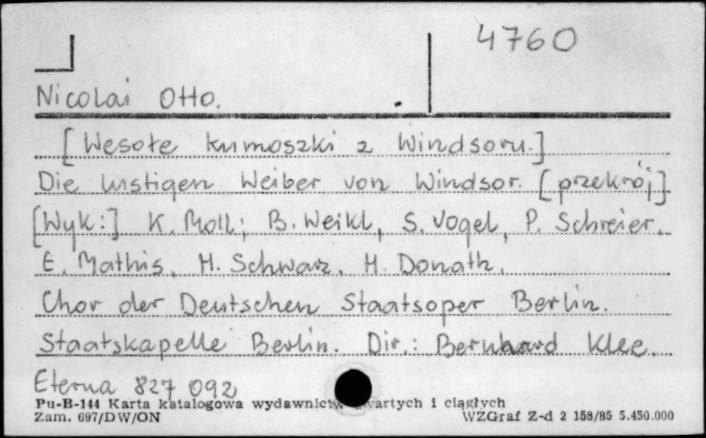 4760
Nicolai Otto.
[Wesołe kumoszki z Windsoru.]
Die lustigen Weiber von Windsor. [przekrój]
[Wyk:] K. Moll; B. Weikl, S. Vogel, P. Schreier.
E. Mathis, H. Schwarz, H. Donath,
Chor der Deutschen Staatsoper Berlin.
Staatskapelle Berlin. Dir.: Bernhard Klee.
Eterna 827 092
Pu-B-144 Karta katalogowa wydawnictw zwartych i ciągłych
Zam. 697/DW/ON WZGraf Z-d 2 158/85 5.450.000